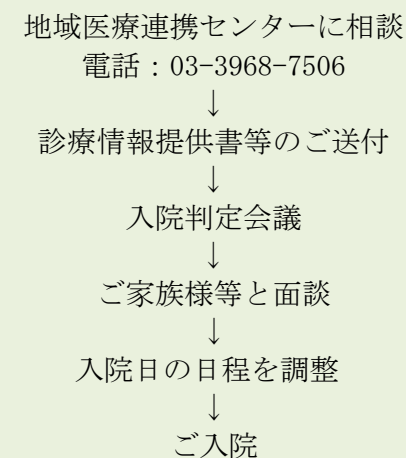 地域医療連携センターに相談
電話：03-3968-7506
↓
診療情報提供書等のご送付
↓
入院判定会議
↓
ご家族様等と面談
↓
入院日の日程を調整
↓
ご入院